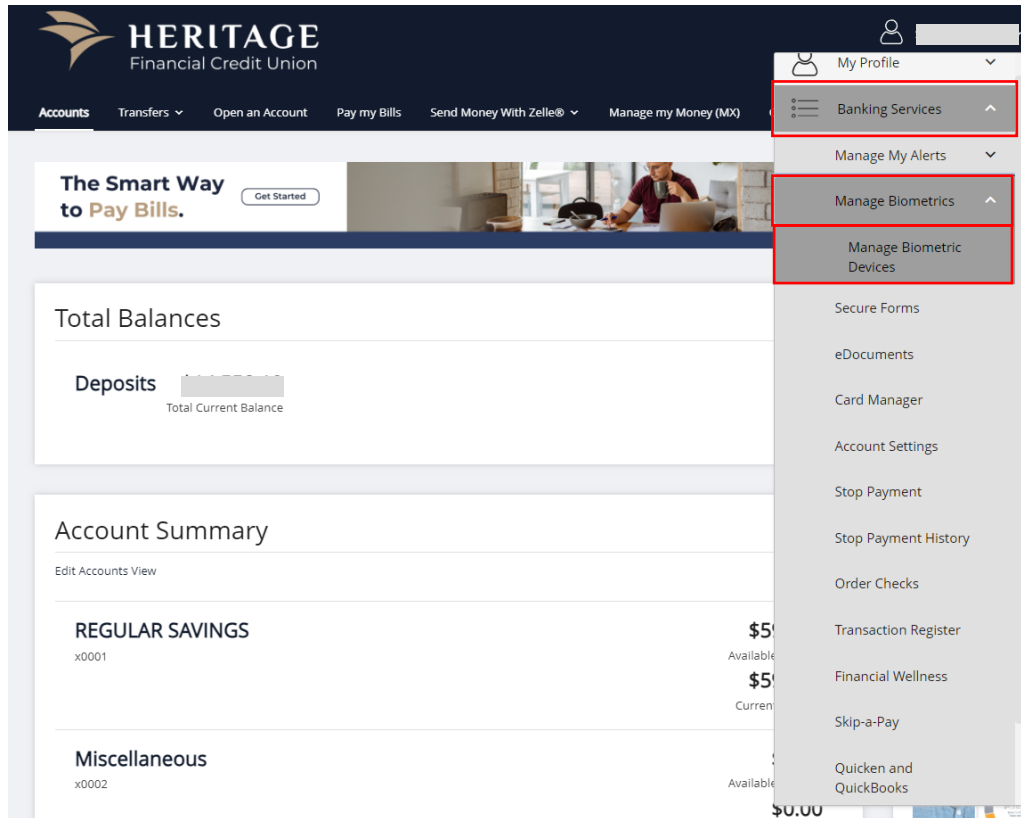 HERITAGE
Financial Credit Union
My Profile
Accounts Transfers Open an Account Pay my Bills Send Money With Zelle® Manage my Money (MX)
Banking Services
Manage My Alerts
Manage Biometrics
Manage Biometric
Devices
Secure Forms
eDocuments
Card Manager
Account Settings
Stop Payment
Stop Payment History
Order Checks
Transaction Register
Financial Wellness
Skip-a-Pay
Quicken and
QuickBooks
The Smart Way
to Pay Bills.
Get Started
Total Balances
Deposits
Total Current Balance
Account Summary
Edit Accounts View
REGULAR SAVINGS
x0001
Available
Miscellaneous
x0002
Available
$0.00